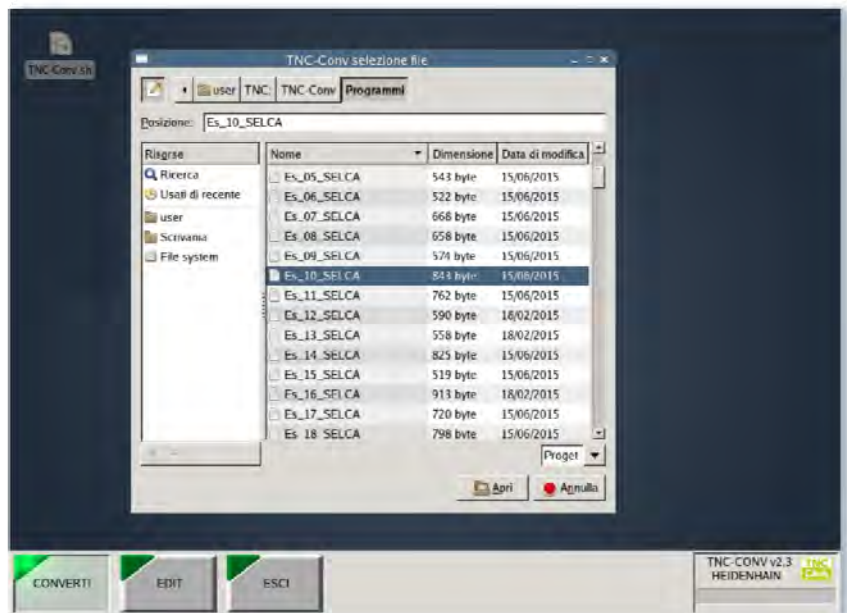 TNC-Conv.sh
TNC-Conv selezione file
user TNC: TNC-Conv Programmi
Posizione: Es_10_SELCA
Risorse
Ricerca
Usati di recente
user
Scrivania
File system
Nome Dimensione Data di modifica
Es_05_SELCA 543 byte 15/06/2015
Es_06_SELCA 522 byte 15/06/2015
Es_07_SELCA 668 byte 15/06/2015
Es_08_SELCA 658 byte 15/06/2015
Es_09_SELCA 574 byte 15/06/2015
Es_10_SELCA 843 byte 15/06/2015
Es_11_SELCA 762 byte 15/06/2015
Es_12_SELCA 590 byte 18/02/2015
Es_13_SELCA 558 byte 18/02/2015
Es_14_SELCA 825 byte 15/06/2015
Es_15_SELCA 519 byte 15/06/2015
Es_16_SELCA 913 byte 18/02/2015
Es_17_SELCA 720 byte 15/06/2015
Es_18_SELCA 798 byte 15/06/2015
Proget
Apri Annulla
CONVERTI EDIT ESCI
TNC-CONV v2.3
HEIDENHAIN
TNC